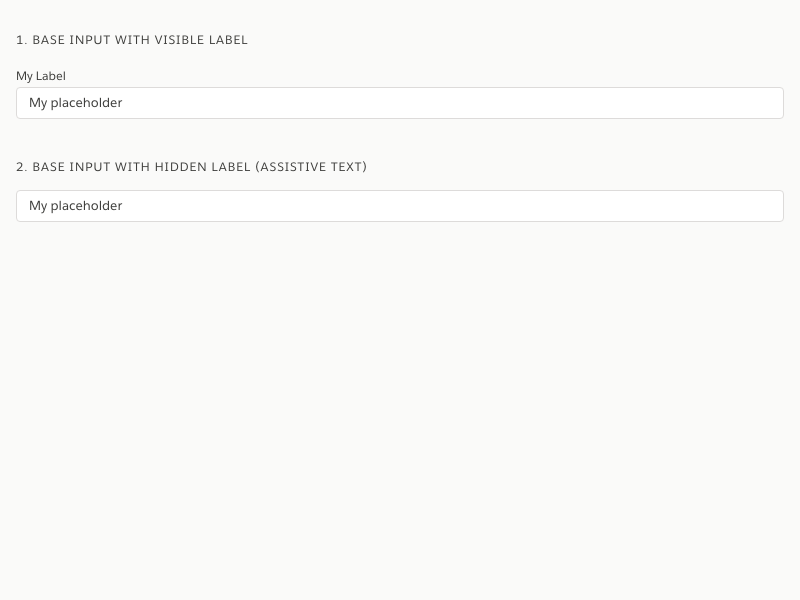 1. BASE INPUT WITH VISIBLE LABEL
My Label
My placeholder
2. BASE INPUT WITH HIDDEN LABEL (ASSISTIVE TEXT)
My placeholder